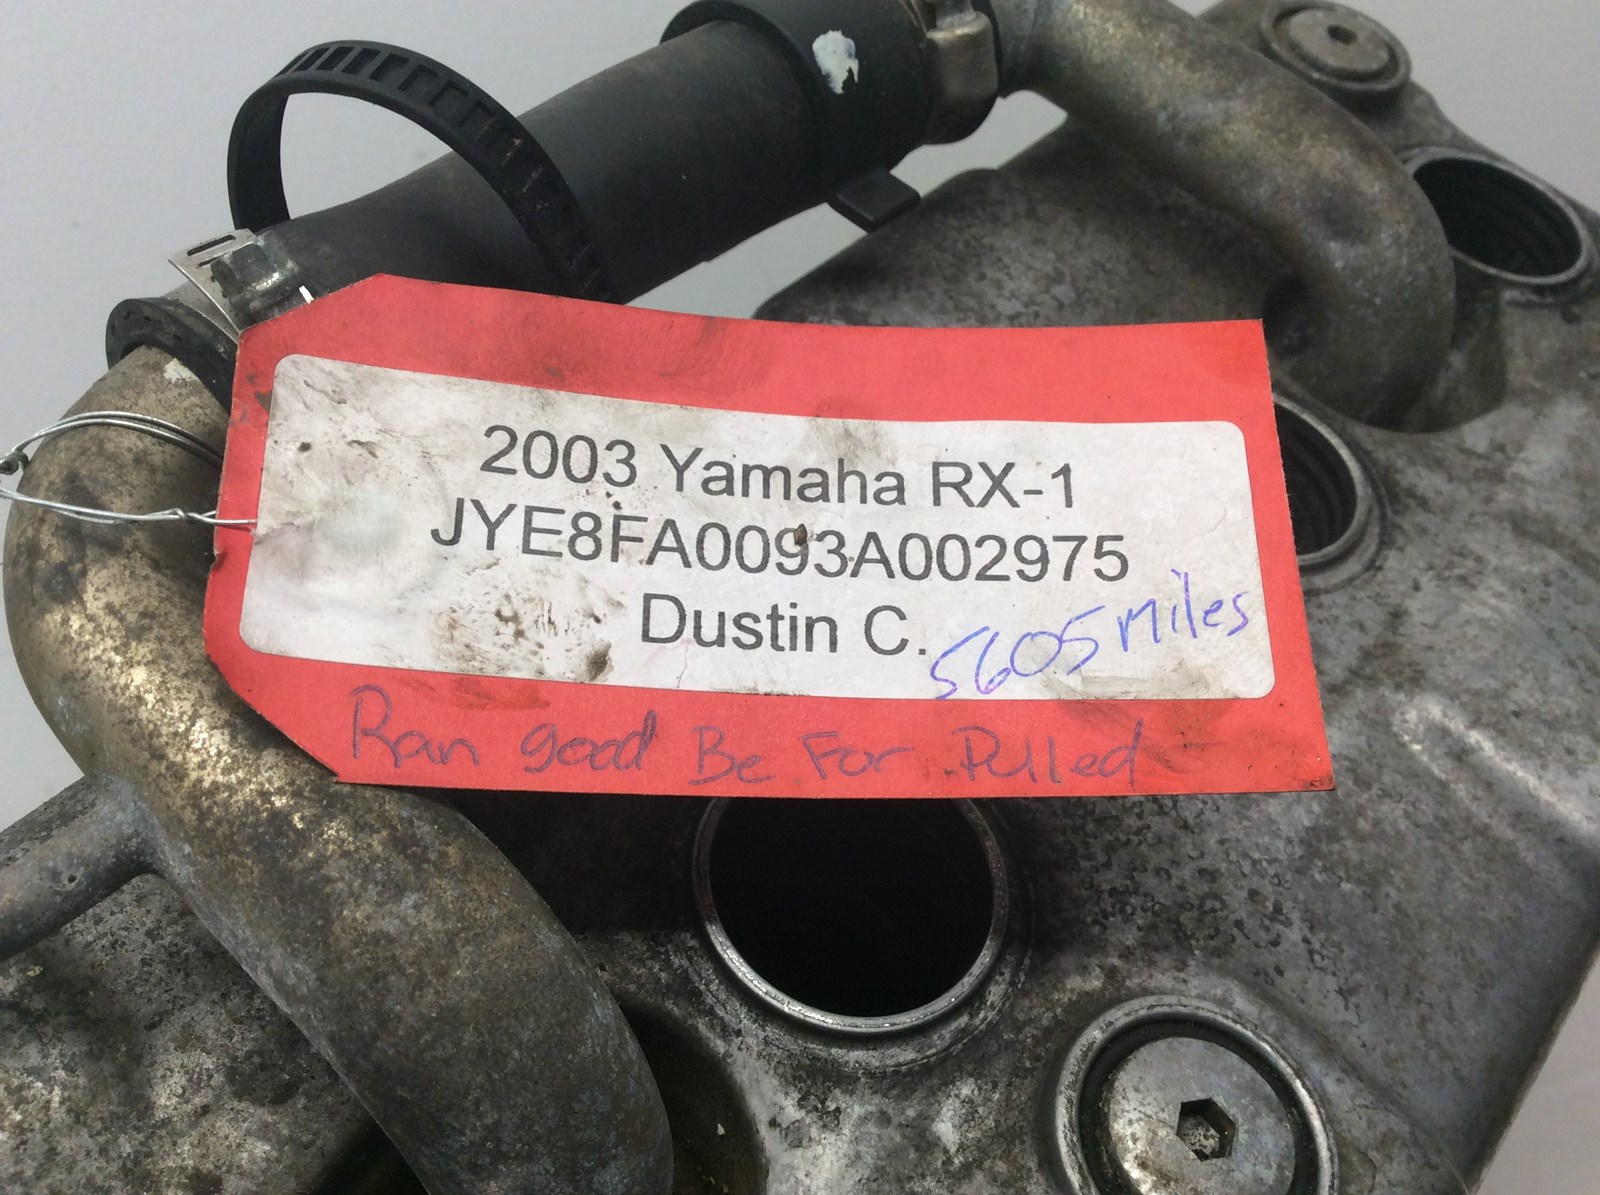 2003 Yamaha RX-1
JYE8FA0093A002975
Dustin C.
5605 Miles
Ran good Be For Pulled